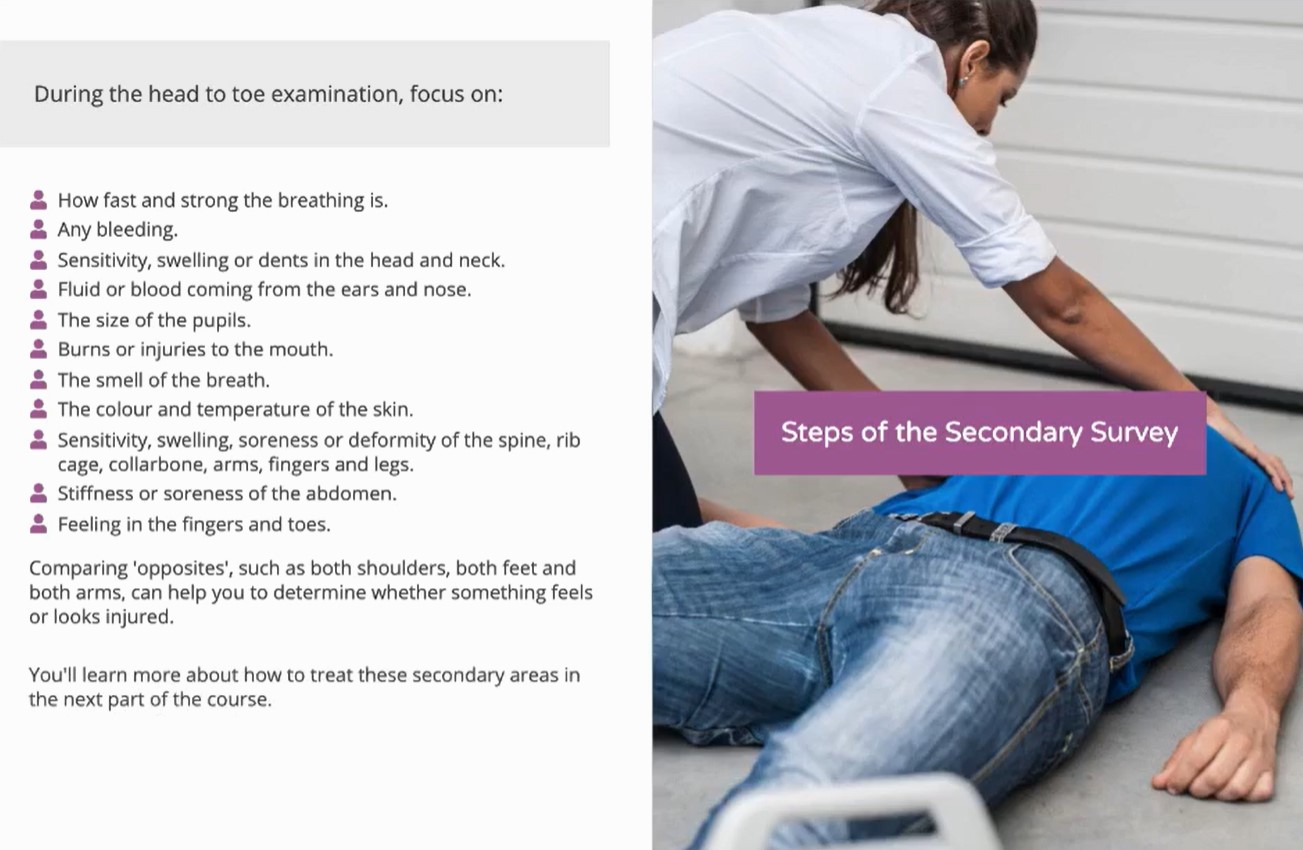 During the head to toe examination, focus on:
How fast and strong the breathing is.
Any bleeding.
Sensitivity, swelling or dents in the head and neck.
Fluid or blood coming from the ears and nose.
The size of the pupils.
Burns or injuries to the mouth.
The smell of the breath.
The colour and temperature of the skin.
Sensitivity, swelling, soreness or deformity of the spine, rib
cage, collarbone, arms, fingers and legs.
Stiffness or soreness of the abdomen.
Feeling in the fingers and toes.
Comparing 'opposites', such as both shoulders, both feet and
both arms, can help you to determine whether something feels
or looks injured.
You'll learn more about how to treat these secondary areas in
the next part of the course.
Steps of the Secondary Survey